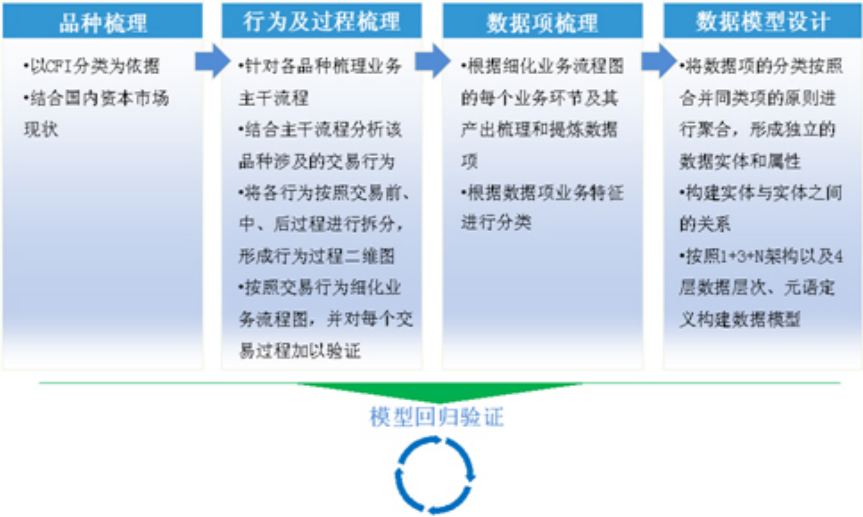 品种梳理
•以CFI分类为依据
•结合国内资本市场
现状
行为及过程梳理
•针对各品种梳理业务
主干流程
•结合主干流程分析该
品种涉及的交易行为
•将各行为按照交易前、
中、后过程进行拆分，
形成行为过程二维图
•按照交易行为细化业
务流程图，并对每个交
易过程加以验证
数据项梳理
•根据细化业务流程图
的每个业务环节及其
产出梳理和提炼数据
项
•根据数据项业务特征
进行分类
数据模型设计
•将数据项的分类按照
合并同类项的原则进
行聚合，形成独立的
数据实体和属性
•构建实体与实体之间
的关系
•按照1+3+N架构以及4
层数据层次、元语定
义构建数据模型
模型回归验证